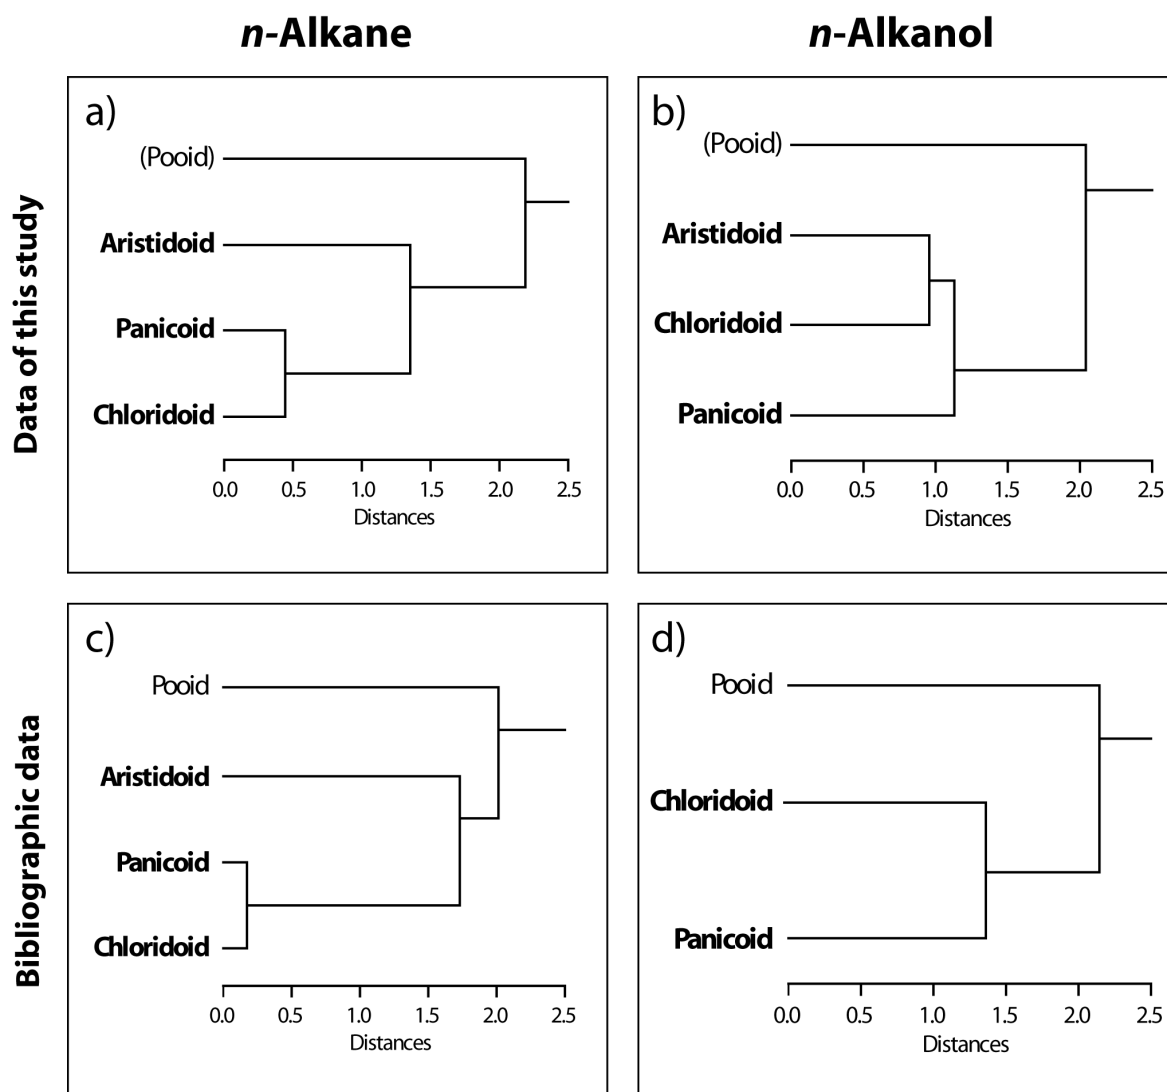 n-Alkane
n-Alkanol
Data of this study
a)
(Pooid)
Aristidoid
Panicoid
Chloridoid
0.0 0.5 1.0 1.5 2.0 2.5
Distances
b)
(Pooid)
Aristidoid
Chloridoid
Panicoid
0.0 0.5 1.0 1.5 2.0 2.5
Distances
Bibliographic data
c)
Pooid
Aristidoid
Panicoid
Chloridoid
0.0 0.5 1.0 1.5 2.0 2.5
Distances
d)
Pooid
Chloridoid
Panicoid
0.0 0.5 1.0 1.5 2.0 2.5
Distances